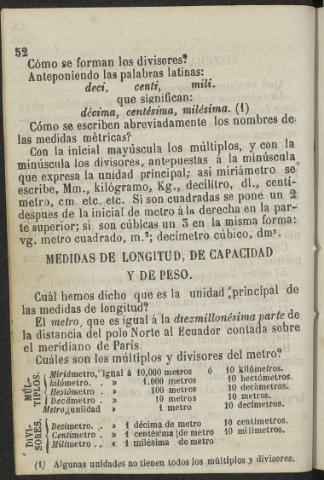 52
Cómo se forman los divisores?
Anteponiendo las palabras latinas:
deci, centi, mili.
que significan:
décima, centésima, milésima. (1)
Cómo se escriben abreviadamente los nombres de
las medidas métricas?
Con la inicial mayúscula los múltiplos, y con la
minúscula los divisores, antepuestas á la minúscula
que expresa la unidad principal; asi miriámetro se
escribe, Mm., kilógramo, Kg., decilitro, dl., centí-
metro, cm. etc. etc. Si son cuadradas se pone un 2
despues de la inicial de metro á la derecha en la par-
te superior; si son cúbicas un 3 en la misma forma:
vg. metro cuadrado, m.²; decímetro cúbico, dm³.
MEDIDAS DE LONGITUD, DE CAPACIDAD
Y DE PESO.
Cuál hemos dicho que es la unidad principal de
las medidas de longitud?
El metro, que es igual á la diezmillonésima parte de
la distancia del polo Norte al Ecuador contada sobre
el meridiano de París.
Cuáles son los múltiplos y divisores del metro?
MÚL-
TIPLOS.
Miriámetro, igual á 10,000 metros ó 10 kilómetros.
kilómetro. . » 1,000 metros 10 hectómetros.
Hectómetro . » 100 metros 10 decámetros.
Decámetro . » 10 metros 10 metros.
Metro, unidad » 1 metro 10 decímetros.
DIVI-
SORES.
Decímetro. . » 1 décima de metro 10 centímetros.
Centímetro . » 1 centésima de metro 10 milímetros.
Milímetro . . « 1 milésima de metro
(1) Algunas unidades no tienen todos los múltiplos y divisores.